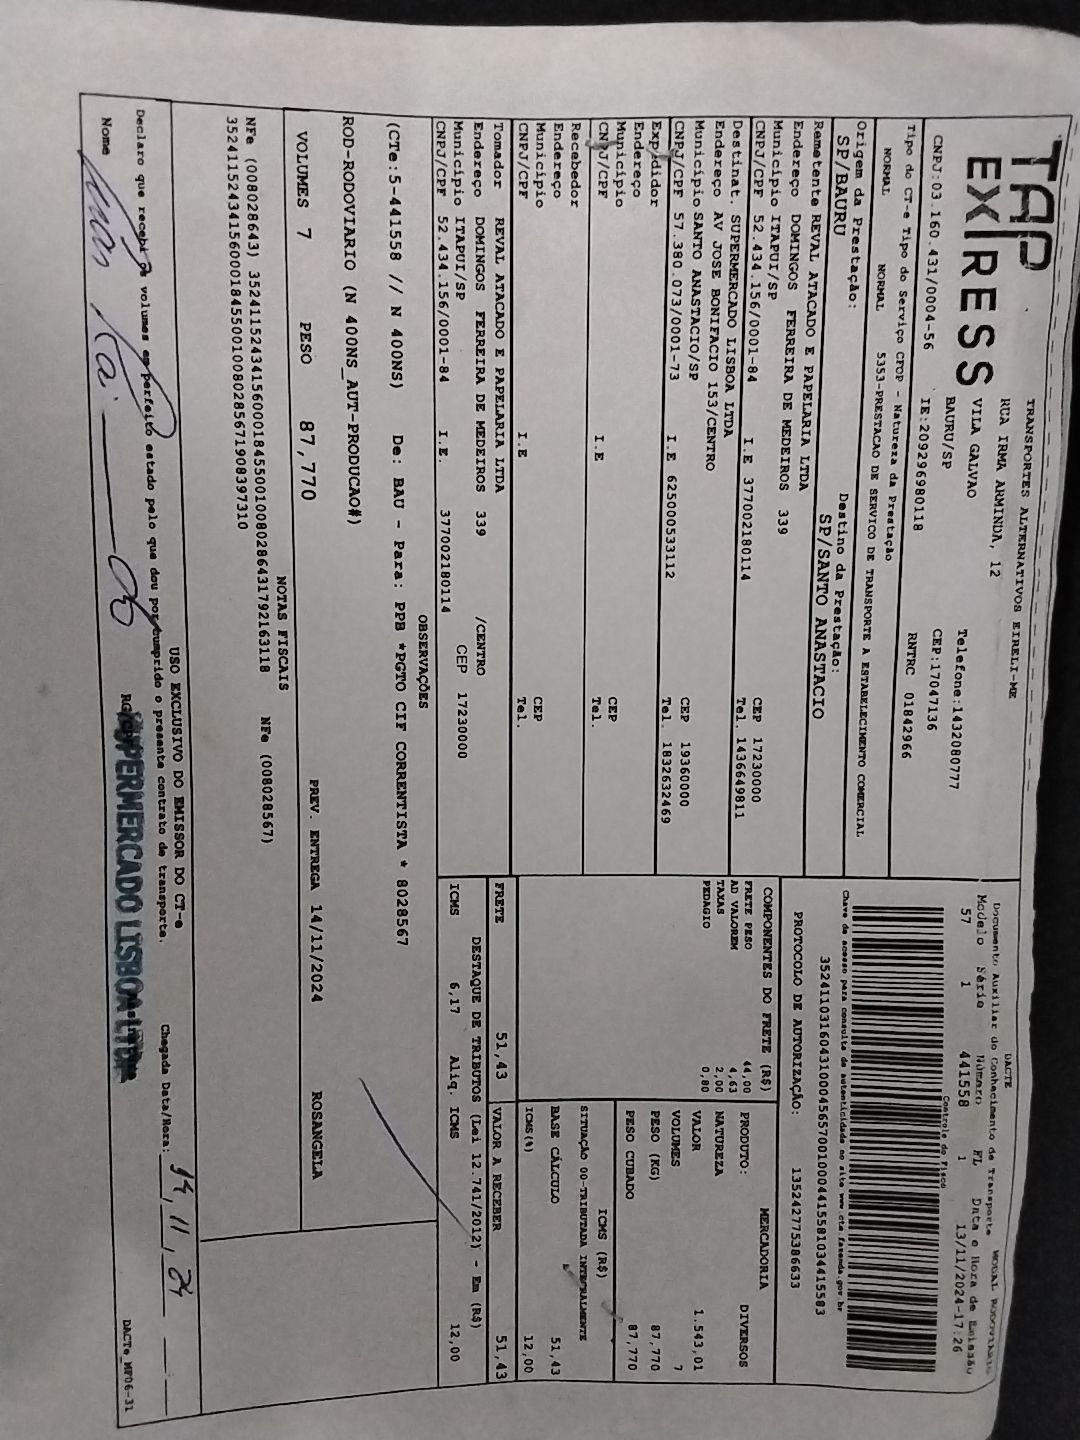 TAP
EXPRESS
TRANSPORTES ALTERNATIVOS EIRELI-ME
RUA IRMA ARMINDA, 12
VILA GALVAO
BAURU/SP
Telefone:1432080777
CEP:17047136
CNPJ:03.160.431/0004-56
IE:209296980118
RNTRC 01842966
DACTE
Documento Auxiliar do Conhecimento de Transporte
MODAL RODOVIARIO
Modelo Série Número FL Data e Hora de Emissão
57 1 441558 1 13/11/2024-17:26
Controle do Fisco
Chave de acesso para consulta de autenticidade no site www.cte.fazenda.gov.br
PROTOCOLO DE AUTORIZAÇÃO: 135242775386633
Tipo do CT-e Tipo do Serviço CFOP - Natureza da Prestação
NORMAL NORMAL 5353-PRESTACAO DE SERVICO DE TRANSPORTE A ESTABELECIMENTO COMERCIAL
Origem da Prestação: Destino da Prestação:
SP/BAURU SP/SANTO ANASTACIO
Remetente REVAL ATACADO E PAPELARIA LTDA
Endereço DOMINGOS FERREIRA DE MEDEIROS 339
Município ITAPUI/SP CEP 17230000
CNPJ/CPF 52.434.156/0001-84 I.E 377002180114 Tel. 1436649811
Destinat. SUPERMERCADO LISBOA LTDA
Endereço AV JOSE BONIFACIO 153/CENTRO
Município SANTO ANASTACIO/SP CEP 19360000
CNPJ/CPF 57.380.073/0001-73 I.E 625000533112 Tel. 1832632469
Expedidor
Endereço
Município CEP
CNPJ/CPF I.E Tel.
Recebedor
Endereço
Município CEP
CNPJ/CPF I.E Tel.
Tomador REVAL ATACADO E PAPELARIA LTDA
Endereço DOMINGOS FERREIRA DE MEDEIROS 339 /CENTRO
Município ITAPUI/SP CEP 17230000
CNPJ/CPF 52.434.156/0001-84 I.E. 377002180114
COMPONENTES DO FRETE (R$)
FRETE PESO 44,00
AD VALOREM 4,63
TAXAS 2,00
PEDAGIO 0,80
MERCADORIA
PRODUTO: DIVERSOS
NATUREZA
VALOR 1.543,01
VOLUMES 7
PESO (KG) 87,770
PESO CUBADO 87,770
ICMS (R$)
SITUAÇÃO 00-TRIBUTADA INTEGRALMENTE
BASE CÁLCULO 51,43
ICMS(%) 12,00
FRETE 51,43 VALOR A RECEBER 51,43
DESTAQUE DE TRIBUTOS (Lei 12.741/2012) - Em (R$)
ICMS 6,17 Aliq. ICMS 12,00
OBSERVAÇÕES
(CTe:5-441558 // N 400NS) De: BAU - Para: PPB *PGTO CIF CORRENTISTA * 8028567
ROD-RODOVIARIO (N 400NS_AUT-PRODUCAO#)
VOLUMES 7 PESO 87,770 PREV. ENTREGA 14/11/2024 ROSANGELA
NOTAS FISCAIS
NFe (008028643) 35241152434156000184550010080286431792163118 NFe (008028567)
35241152434156000184550010080285671908397310
USO EXCLUSIVO DO EMISSOR DO CT-e
Declaro que recebi os volumes em perfeito estado pelo que dou por cumprido o presente contrato de transporte.
Chegada Data/Hora: 14, 11, 24
Nome
SUPERMERCADO LISBOA LTDA
DACTe_MF06-31